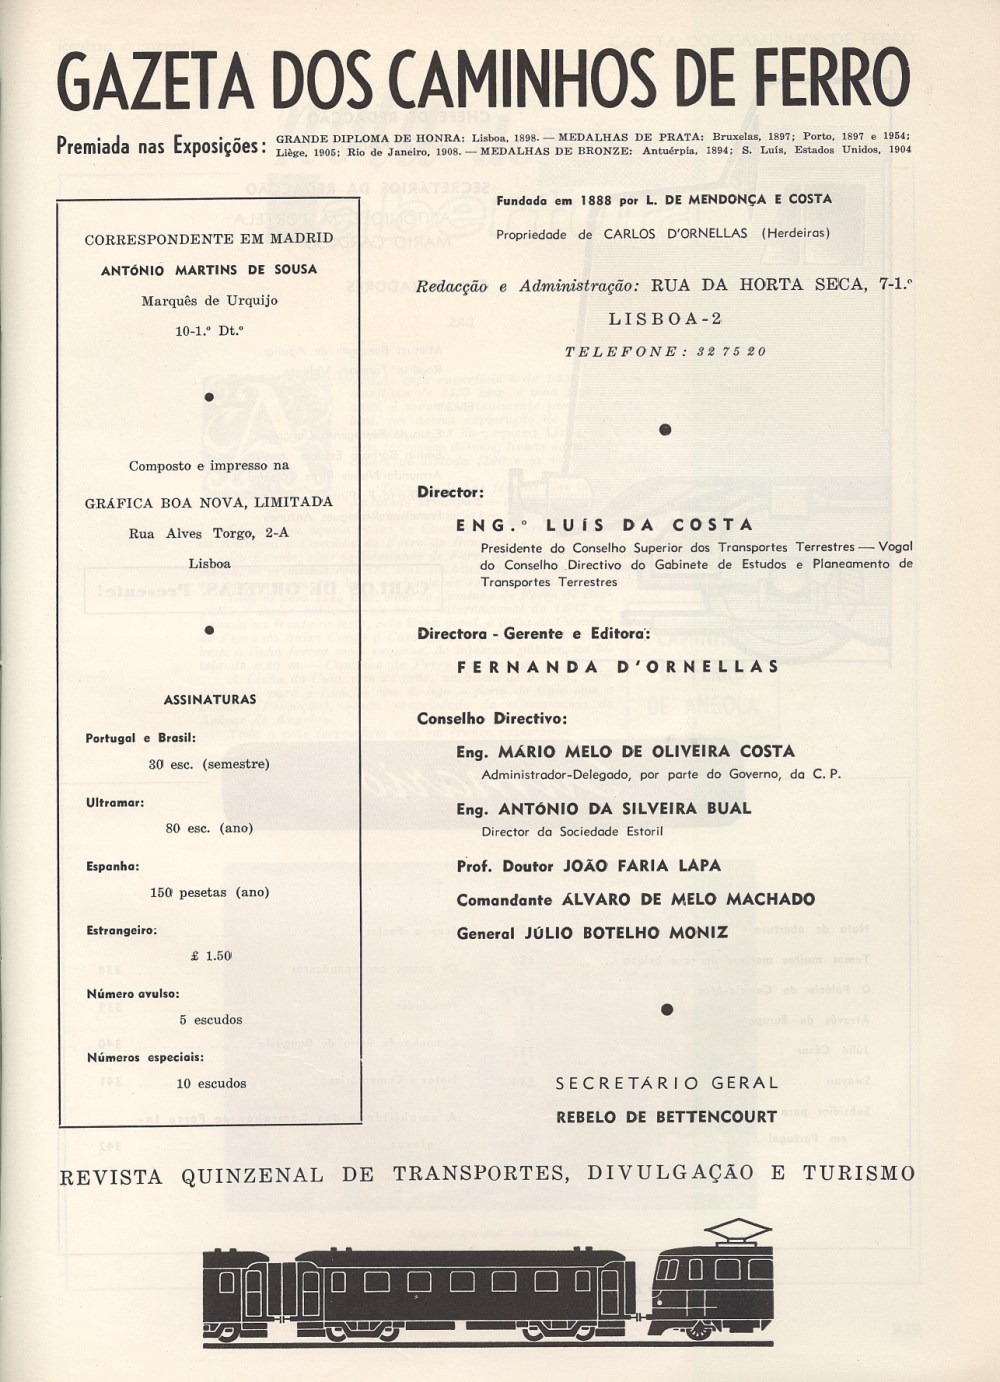 GAZETA DOS CAMINHOS DE FERRO
Premiada nas Exposições: GRANDE DIPLOMA DE HONRA: Lisboa, 1898. — MEDALHAS DE PRATA: Bruxelas, 1897; Porto, 1897 e 1954;
Liège, 1905; Rio de Janeiro, 1908. — MEDALHAS DE BRONZE: Antuérpia, 1894; S. Luís, Estados Unidos, 1904
CORRESPONDENTE EM MADRID
ANTÓNIO MARTINS DE SOUSA
Marquês de Urquijo
10-1.º Dt.º
Composto e impresso na
GRÁFICA BOA NOVA, LIMITADA
Rua Alves Torgo, 2-A
Lisboa
ASSINATURAS
Portugal e Brasil:
30 esc. (semestre)
Ultramar:
80 esc. (ano)
Espanha:
150 pesetas (ano)
Estrangeiro:
£ 1.50
Número avulso:
5 escudos
Números especiais:
10 escudos
Fundada em 1888 por L. DE MENDONÇA E COSTA
Propriedade de CARLOS D'ORNELLAS (Herdeiras)
Redacção e Administração: RUA DA HORTA SECA, 7-1.º
LISBOA-2
TELEFONE: 32 75 20
Director:
ENG.º LUÍS DA COSTA
Presidente do Conselho Superior dos Transportes Terrestres — Vogal
do Conselho Directivo do Gabinete de Estudos e Planeamento de
Transportes Terrestres
Directora - Gerente e Editora:
FERNANDA D'ORNELLAS
Conselho Directivo:
Eng. MÁRIO MELO DE OLIVEIRA COSTA
Administrador-Delegado, por parte do Governo, da C. P.
Eng. ANTÓNIO DA SILVEIRA BUAL
Director da Sociedade Estoril
Prof. Doutor JOÃO FARIA LAPA
Comandante ÁLVARO DE MELO MACHADO
General JÚLIO BOTELHO MONIZ
SECRETÁRIO GERAL
REBELO DE BETTENCOURT
REVISTA QUINZENAL DE TRANSPORTES, DIVULGAÇÃO E TURISMO